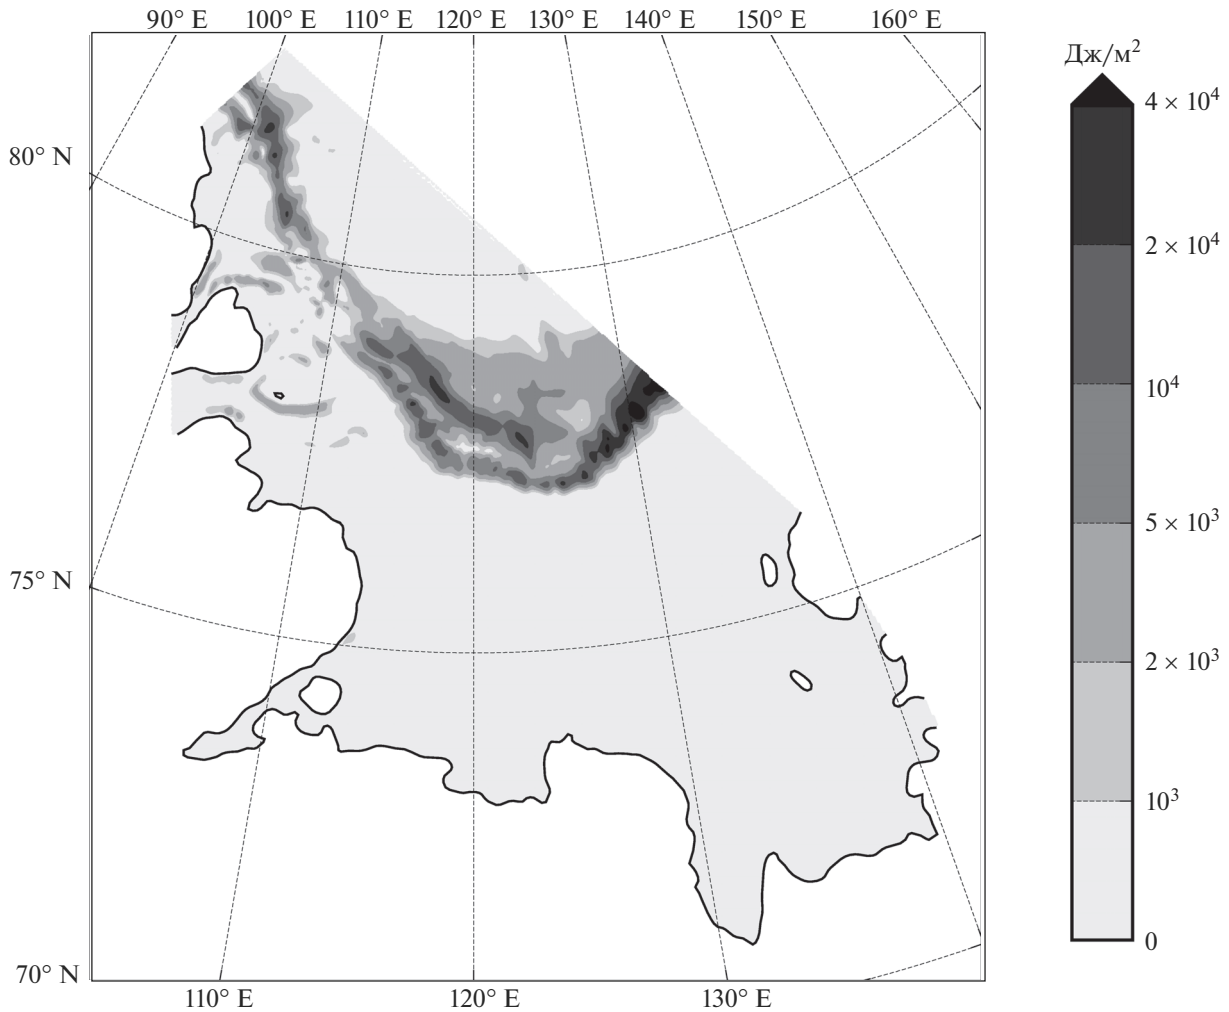 90° E 100° E 110° E 120° E 130° E 140° E 150° E 160° E
80° N
75° N
70° N
110° E 120° E 130° E
Дж/м²
4 × 10⁴
2 × 10⁴
10⁴
5 × 10³
2 × 10³
10³
0